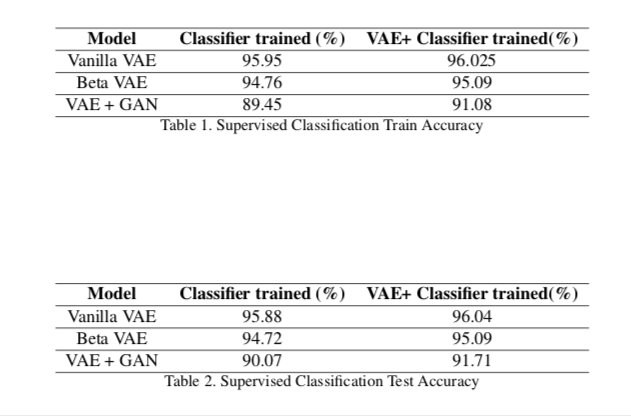 Model Classifier trained (%) VAE+ Classifier trained(%)
Vanilla VAE 95.95 96.025
Beta VAE 94.76 95.09
VAE + GAN 89.45 91.08
Table 1. Supervised Classification Train Accuracy
Model Classifier trained (%) VAE+ Classifier trained(%)
Vanilla VAE 95.88 96.04
Beta VAE 94.72 95.09
VAE + GAN 90.07 91.71
Table 2. Supervised Classification Test Accuracy